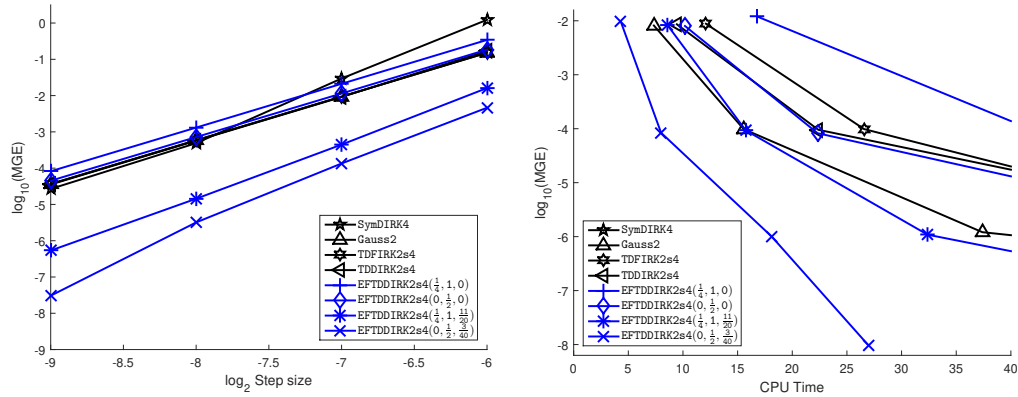 0
-1
-2
-3
-4
-5
-6
-7
-8
-9
log₁₀(MGE)
SymDIRK4
Gauss2
TDFIRK2s4
TDDIRK2s4
EFTDDIRK2s4(1/4, 1, 0)
EFTDDIRK2s4(0, 1/2, 0)
EFTDDIRK2s4(1/4, 1, 11/20)
EFTDDIRK2s4(0, 1/2, 3/40)
-9 -8.5 -8 -7.5 -7 -6.5 -6
log₂ Step size
-2
-3
-4
-5
-6
-7
-8
log₁₀(MGE)
SymDIRK4
Gauss2
TDFIRK2s4
TDDIRK2s4
EFTDDIRK2s4(1/4, 1, 0)
EFTDDIRK2s4(0, 1/2, 0)
EFTDDIRK2s4(1/4, 1, 11/20)
EFTDDIRK2s4(0, 1/2, 3/40)
0 5 10 15 20 25 30 35 40
CPU Time